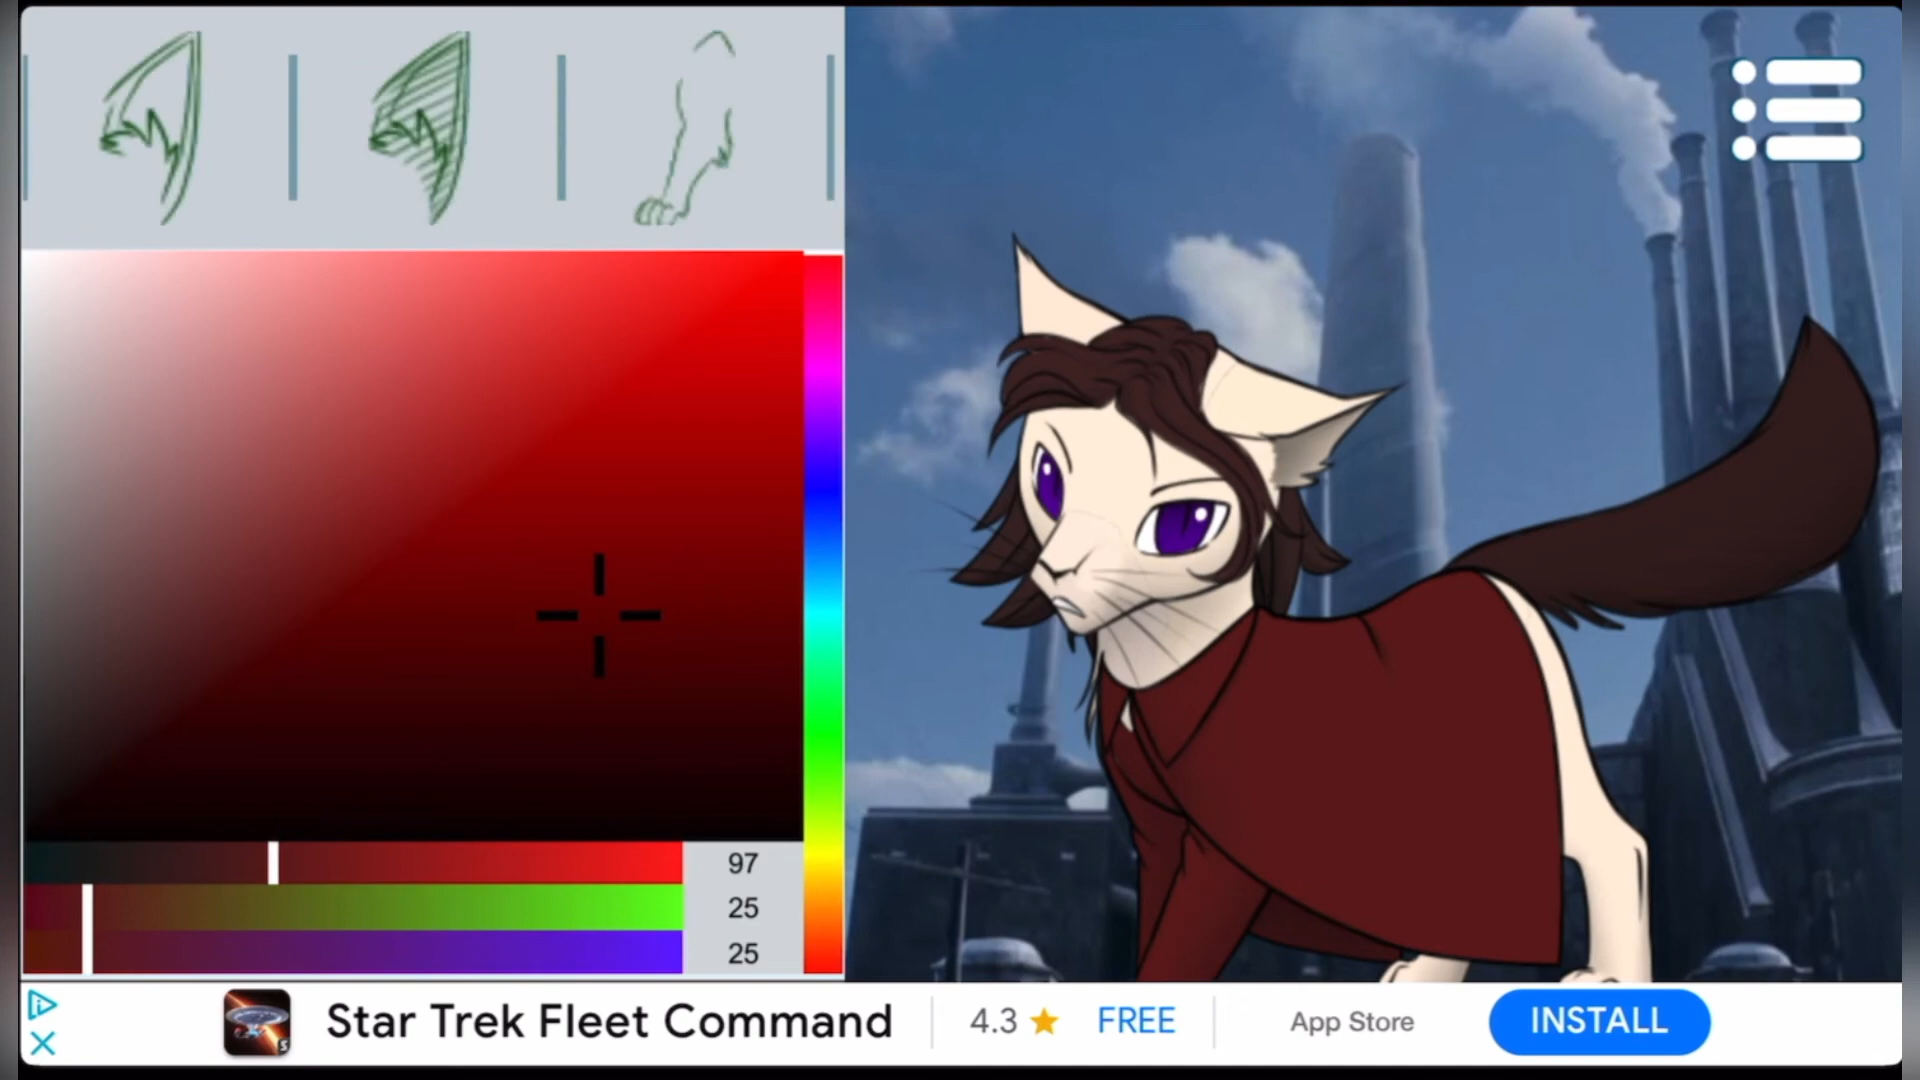 97
25
25
Star Trek Fleet Command
4.3
FREE
App Store
INSTALL